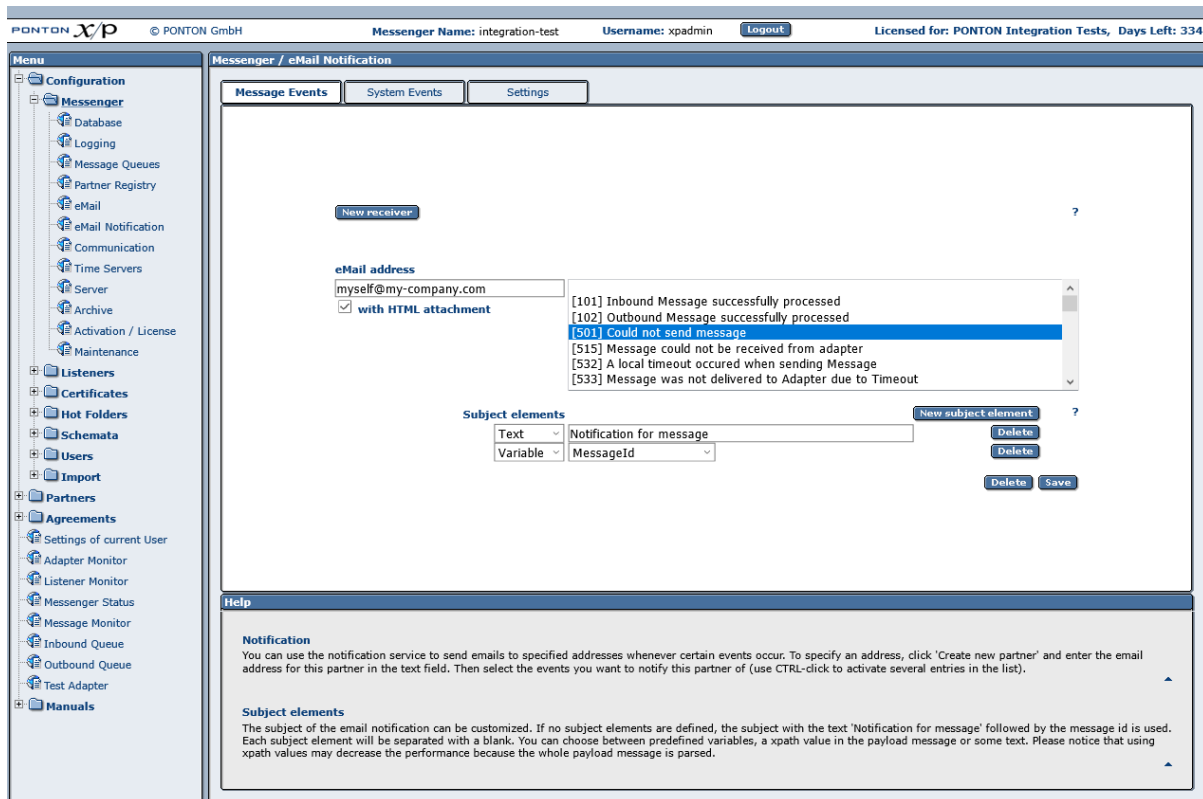 PONTON X/P © PONTON GmbH Messenger Name: integration-test Username: xpadmin Logout Licensed for: PONTON Integration Tests, Days Left: 334
Menu
Configuration
Messenger
Database
Logging
Message Queues
Partner Registry
eMail
eMail Notification
Communication
Time Servers
Server
Archive
Activation / License
Maintenance
Listeners
Certificates
Hot Folders
Schemata
Users
Import
Partners
Agreements
Settings of current User
Adapter Monitor
Listener Monitor
Messenger Status
Message Monitor
Inbound Queue
Outbound Queue
Test Adapter
Manuals
Messenger / eMail Notification
Message Events System Events Settings
New receiver ?
eMail address
myself@my-company.com
with HTML attachment
[101] Inbound Message successfully processed
[102] Outbound Message successfully processed
[501] Could not send message
[515] Message could not be received from adapter
[532] A local timeout occured when sending Message
[533] Message was not delivered to Adapter due to Timeout
Subject elements New subject element ?
Text Notification for message Delete
Variable MessageId Delete
Delete Save
Help
Notification
You can use the notification service to send emails to specified addresses whenever certain events occur. To specify an address, click 'Create new partner' and enter the email
address for this partner in the text field. Then select the events you want to notify this partner of (use CTRL-click to activate several entries in the list).
Subject elements
The subject of the email notification can be customized. If no subject elements are defined, the subject with the text 'Notification for message' followed by the message id is used.
Each subject element will be separated with a blank. You can choose between predefined variables, a xpath value in the payload message or some text. Please notice that using
xpath values may decrease the performance because the whole payload message is parsed.